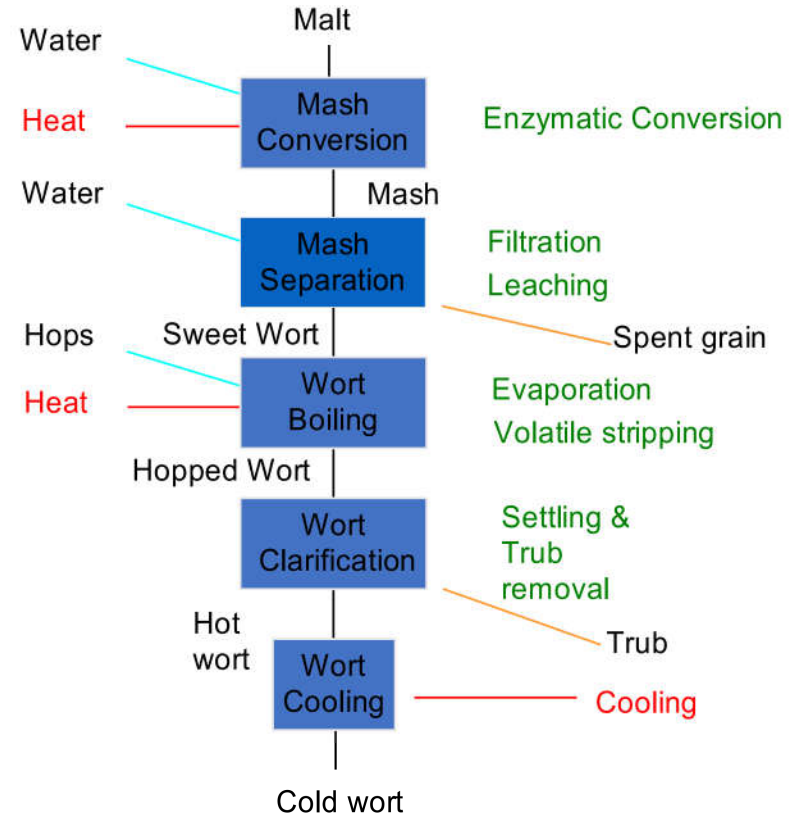 Malt
Water
Mash
Conversion
Heat
Enzymatic Conversion
Mash
Water
Mash
Separation
Filtration
Leaching
Spent grain
Sweet Wort
Hops
Wort
Boiling
Heat
Evaporation
Volatile stripping
Hopped Wort
Wort
Clarification
Settling &
Trub
removal
Trub
Hot
wort
Wort
Cooling
Cooling
Cold wort